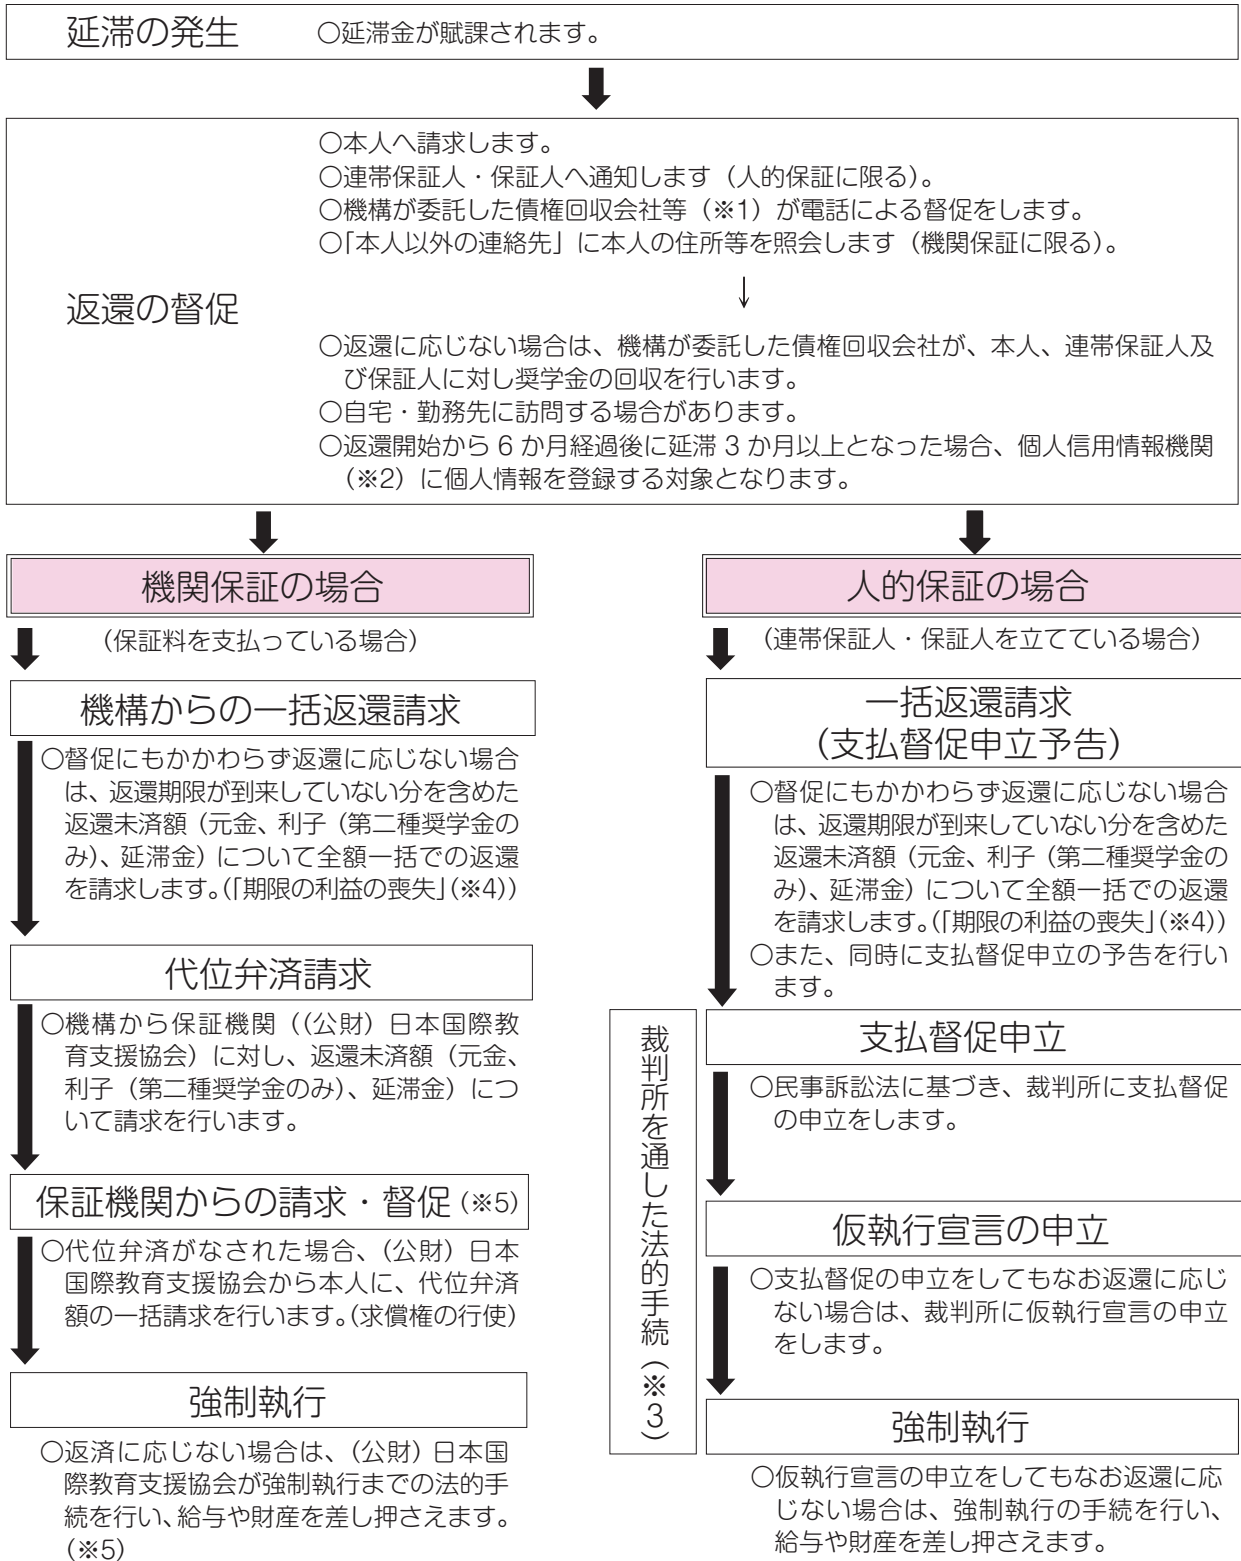 延滞の発生
○延滞金が賦課されます。
返還の督促
○本人へ請求します。
○連帯保証人・保証人へ通知します（人的保証に限る）。
○機構が委託した債権回収会社等（※1）が電話による督促をします。
○「本人以外の連絡先」に本人の住所等を照会します（機関保証に限る）。
↓
○返還に応じない場合は、機構が委託した債権回収会社が、本人、連帯保証人及
び保証人に対し奨学金の回収を行います。
○自宅・勤務先に訪問する場合があります。
○返還開始から 6 か月経過後に延滞 3 か月以上となった場合、個人信用情報機関
（※2）に個人情報を登録する対象となります。
機関保証の場合
（保証料を支払っている場合）
機構からの一括返還請求
○督促にもかかわらず返還に応じない場合
は、返還期限が到来していない分を含めた
返還未済額（元金、利子（第二種奨学金の
み）、延滞金）について全額一括での返還
を請求します。（「期限の利益の喪失」（※4））
代位弁済請求
○機構から保証機関（（公財）日本国際教
育支援協会）に対し、返還未済額（元金、
利子（第二種奨学金のみ）、延滞金）につ
いて請求を行います。
保証機関からの請求・督促（※5）
○代位弁済がなされた場合、（公財）日本
国際教育支援協会から本人に、代位弁済
額の一括請求を行います。（求償権の行使）
強制執行
○返済に応じない場合は、（公財）日本国
際教育支援協会が強制執行までの法的手
続を行い、給与や財産を差し押さえます。
（※5）
人的保証の場合
（連帯保証人・保証人を立てている場合）
一括返還請求
（支払督促申立予告）
○督促にもかかわらず返還に応じない場合
は、返還期限が到来していない分を含めた
返還未済額（元金、利子（第二種奨学金の
み）、延滞金）について全額一括での返還
を請求します。（「期限の利益の喪失」（※4））
○また、同時に支払督促申立の予告を行い
ます。
裁判所を通した法的手続（※3）
支払督促申立
○民事訴訟法に基づき、裁判所に支払督促
の申立をします。
仮執行宣言の申立
○支払督促の申立をしてもなお返還に応じ
ない場合は、裁判所に仮執行宣言の申立
をします。
強制執行
○仮執行宣言の申立をしてもなお返還に応
じない場合は、強制執行の手続を行い、
給与や財産を差し押さえます。